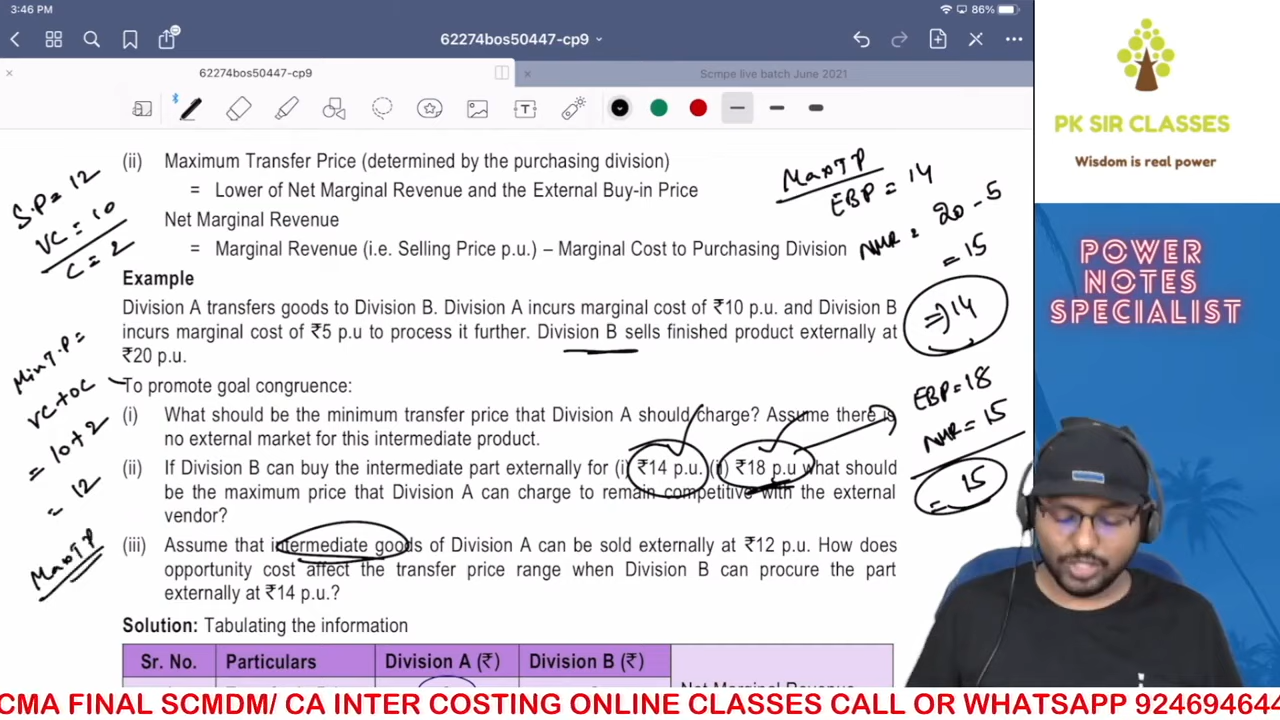 3:46 PM
86%
62274bos50447-cp9
62274bos50447-cp9
Scmpe live batch June 2021
(ii) Maximum Transfer Price (determined by the purchasing division)
= Lower of Net Marginal Revenue and the External Buy-in Price
Net Marginal Revenue
= Marginal Revenue (i.e. Selling Price p.u.) – Marginal Cost to Purchasing Division
Example
Division A transfers goods to Division B. Division A incurs marginal cost of ₹10 p.u. and Division B
incurs marginal cost of ₹5 p.u to process it further. Division B sells finished product externally at
₹20 p.u.
To promote goal congruence:
(i) What should be the minimum transfer price that Division A should charge? Assume there is
no external market for this intermediate product.
(ii) If Division B can buy the intermediate part externally for (i) ₹14 p.u. (ii) ₹18 p.u what should
be the maximum price that Division A can charge to remain competitive with the external
vendor?
(iii) Assume that intermediate goods of Division A can be sold externally at ₹12 p.u. How does
opportunity cost affect the transfer price range when Division B can procure the part
externally at ₹14 p.u.?
Solution: Tabulating the information
Sr. No. Particulars Division A (₹) Division B (₹)
Net Marginal Revenue
S.P = 12
VC = 10
C = 2
Min T.P =
VC + OC
= 10 + 2
= 12
Max T P
Max T P
EBP = 14
NMR = 20 - 5
= 15
=> 14
EBP = 18
NMR = 15
= 15
T
PK SIR CLASSES
Wisdom is real power
POWER
NOTES
SPECIALIST
CMA FINAL SCMDM/ CA INTER COSTING ONLINE CLASSES CALL OR WHATSAPP 924694644